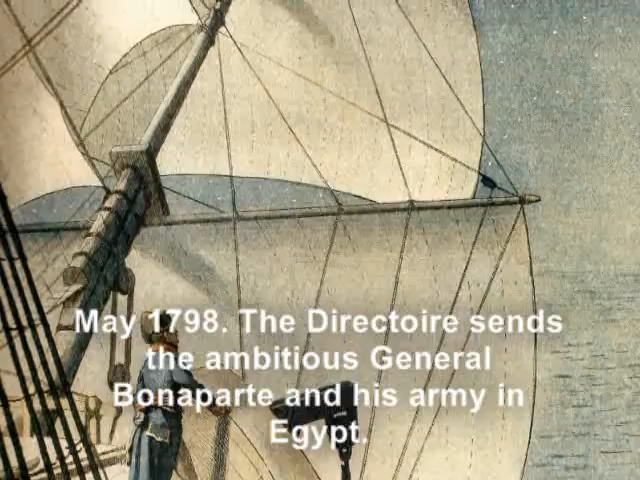 May 1798. The Directoire sends
the ambitious General
Bonaparte and his army in
Egypt.